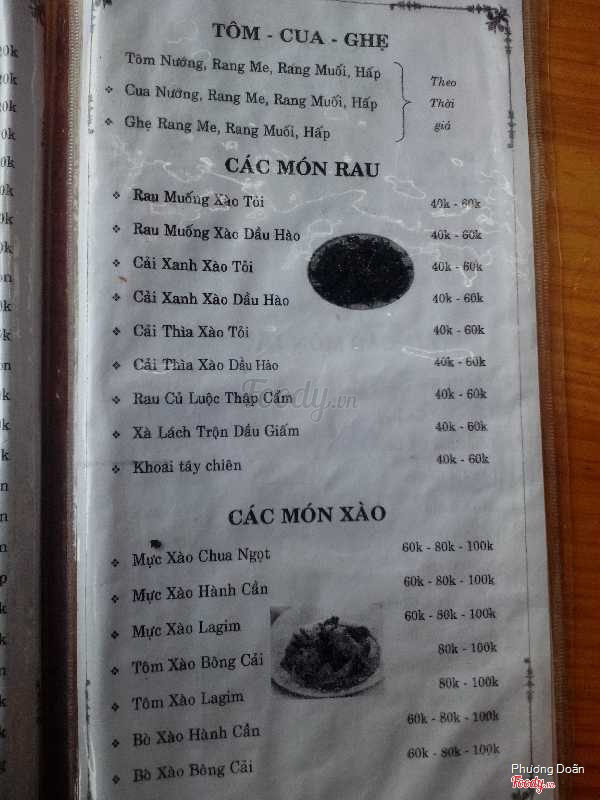 TÔM - CUA - GHẸ
Tôm Nướng, Rang Me, Rang Muối, Hấp
Cua Nướng, Rang Me, Rang Muối, Hấp
Ghẹ Rang Me, Rang Muối, Hấp
Theo
Thời
giá
CÁC MÓN RAU
Rau Muống Xào Tỏi 40k - 60k
Rau Muống Xào Dầu Hào 40k - 60k
Cải Xanh Xào Tỏi 40k - 60k
Cải Xanh Xào Dầu Hào 40k - 60k
Cải Thìa Xào Tỏi 40k - 60k
Cải Thìa Xào Dầu Hào 40k - 60k
Rau Củ Luộc Thập Cẩm 40k - 60k
Xà Lách Trộn Dầu Giấm 40k - 60k
Khoai tây chiên 40k - 60k
CÁC MÓN XÀO
Mực Xào Chua Ngọt 60k - 80k - 100k
Mực Xào Hành Cần 60k - 80k - 100k
Mực Xào Lagim 60k - 80k - 100k
Tôm Xào Bông Cải 80k - 100k
Tôm Xào Lagim 80k - 100k
Bò Xào Hành Cần 60k - 80k - 100k
Bò Xào Bông Cải 60k - 80k - 100k
Foody.vn
Phương Doãn
Foody.vn